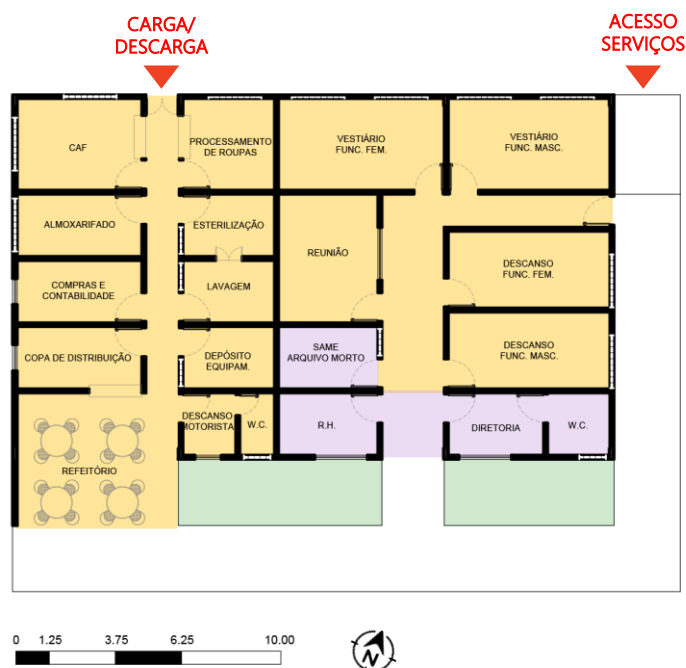 CARGA/
DESCARGA
ACESSO
SERVIÇOS
CAF
PROCESSAMENTO
DE ROUPAS
VESTIÁRIO
FUNC. FEM.
VESTIÁRIO
FUNC. MASC.
ALMOXARIFADO
ESTERILIZAÇÃO
REUNIÃO
DESCANSO
FUNC. FEM.
COMPRAS E
CONTABILIDADE
LAVAGEM
COPA DE DISTRIBUIÇÃO
DEPÓSITO
EQUIPAM.
SAME
ARQUIVO MORTO
DESCANSO
FUNC. MASC.
DESCANSO
MOTORISTA
W.C.
R.H.
DIRETORIA
W.C.
REFEITÓRIO
0 1.25 3.75 6.25 10.00
N